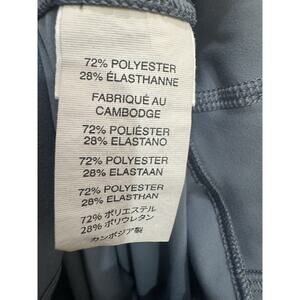 72% POLYESTER
28% ÉLASTHANNE
FABRIQUÉ AU
CAMBODGE
72% POLIÉSTER
28% ELASTANO
72% POLYESTER
28% ELASTAAN
72% POLYESTER
28% ELASTHAN
72% ポリエステル
28% ポリウレタン
カンボジア製